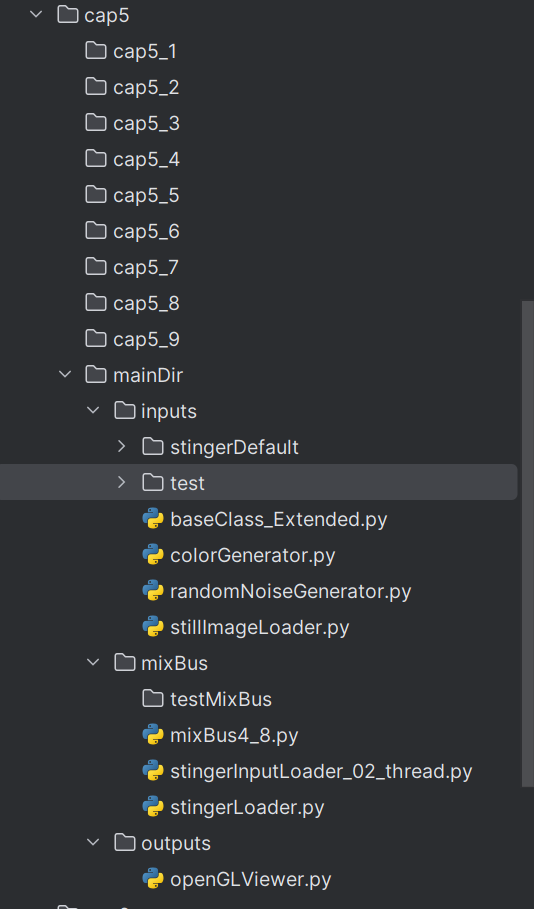 cap5
cap5_1
cap5_2
cap5_3
cap5_4
cap5_5
cap5_6
cap5_7
cap5_8
cap5_9
mainDir
inputs
stingerDefault
test
baseClass_Extended.py
colorGenerator.py
randomNoiseGenerator.py
stillImageLoader.py
mixBus
testMixBus
mixBus4_8.py
stingerInputLoader_02_thread.py
stingerLoader.py
outputs
openGLViewer.py